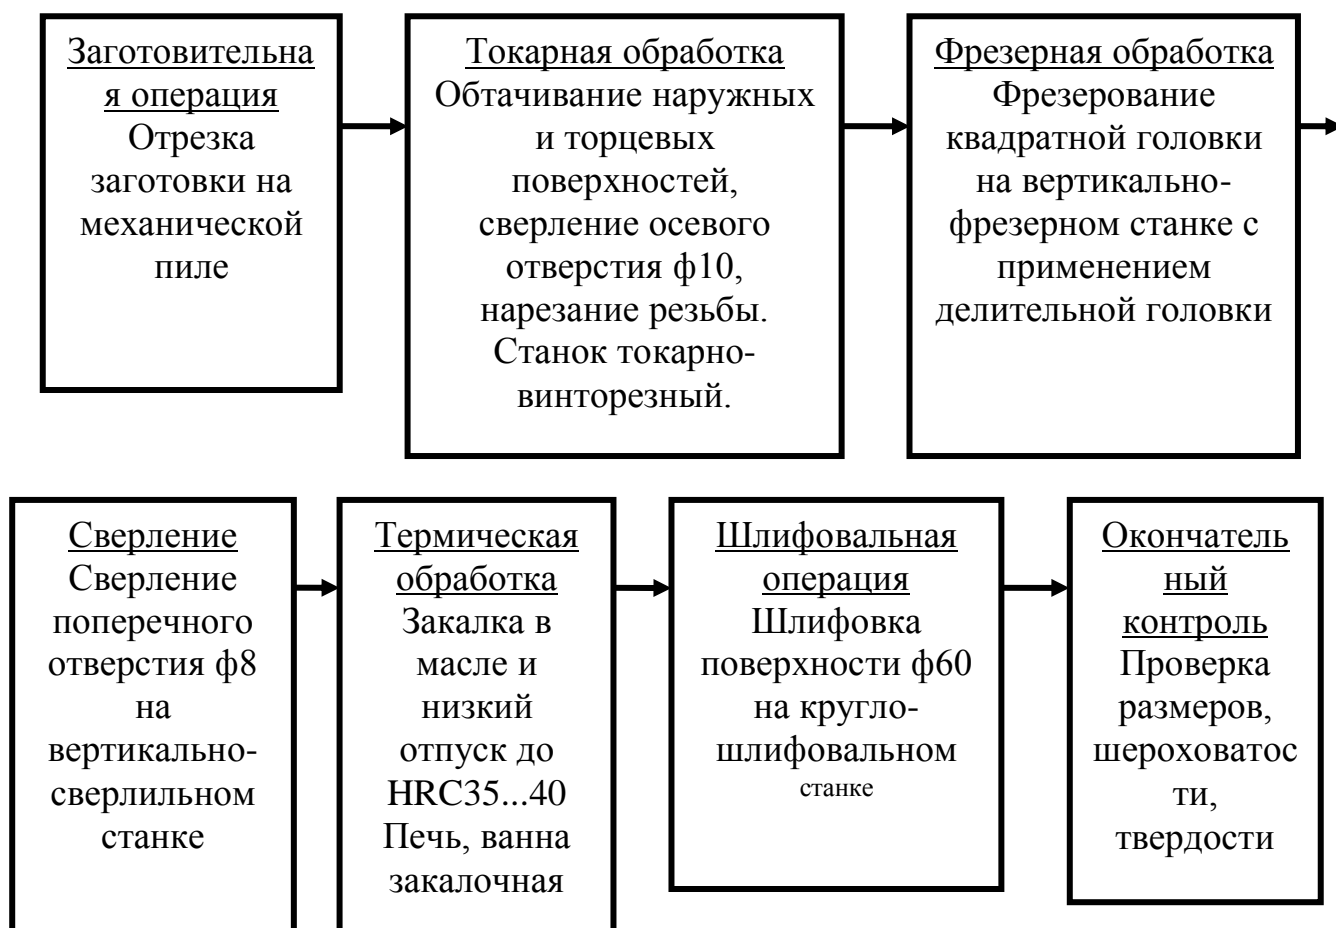 Заготовительна
я операция
Отрезка
заготовки на
механической
пиле
Токарная обработка
Обтачивание наружных
и торцевых
поверхностей,
сверление осевого
отверстия ф10,
нарезание резьбы.
Станок токарно-
винторезный.
Фрезерная обработка
Фрезерование
квадратной головки
на вертикально-
фрезерном станке с
применением
делительной головки
Сверление
Сверление
поперечного
отверстия ф8
на
вертикально-
сверлильном
станке
Термическая
обработка
Закалка в
масле и
низкий
отпуск до
HRC35...40
Печь, ванна
закалочная
Шлифовальная
операция
Шлифовка
поверхности ф60
на кругло-
шлифовальном
станке
Окончатель
ный
контроль
Проверка
размеров,
шероховатос
ти,
твердости